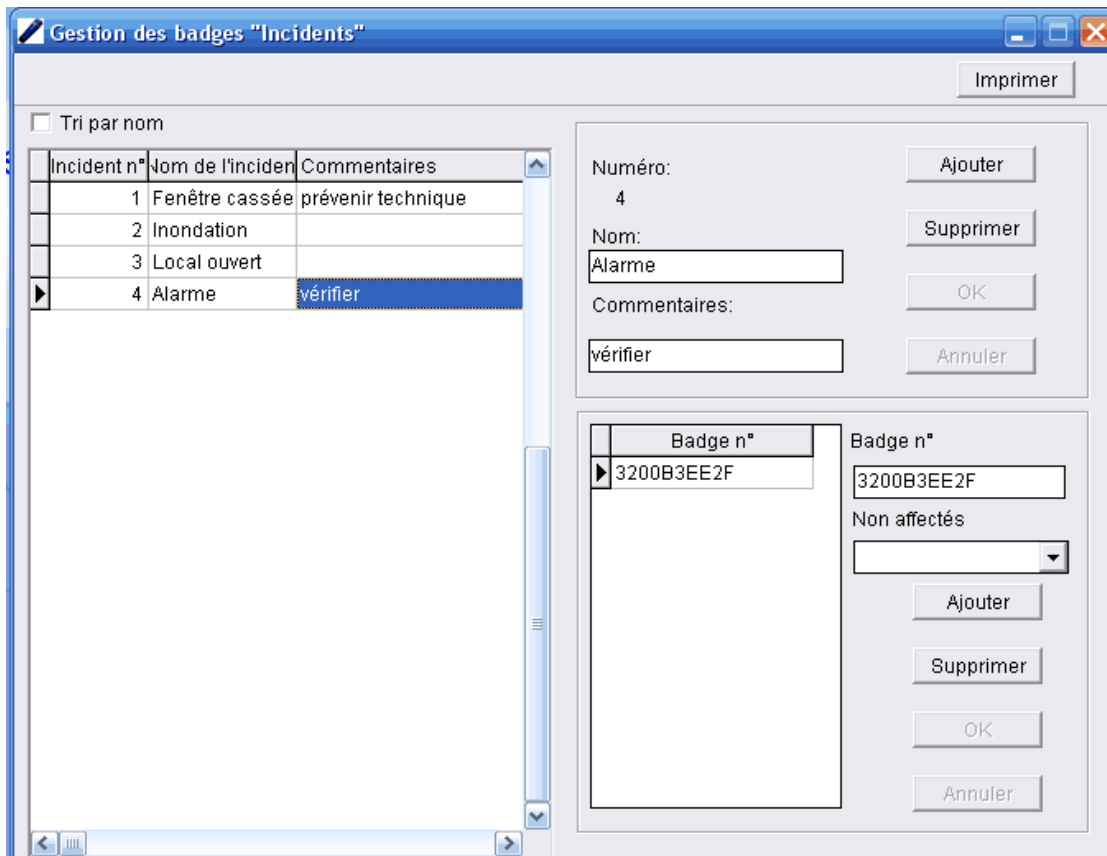 Gestion des badges "Incidents"
Imprimer
Tri par nom
Incident n° Nom de l'inciden Commentaires
1 Fenêtre cassée prévenir technique
2 Inondation
3 Local ouvert
4 Alarme vérifier
Numéro:
4
Nom:
Alarme
Commentaires:
vérifier
Ajouter
Supprimer
OK
Annuler
Badge n°
3200B3EE2F
Badge n°
3200B3EE2F
Non affectés
Ajouter
Supprimer
OK
Annuler